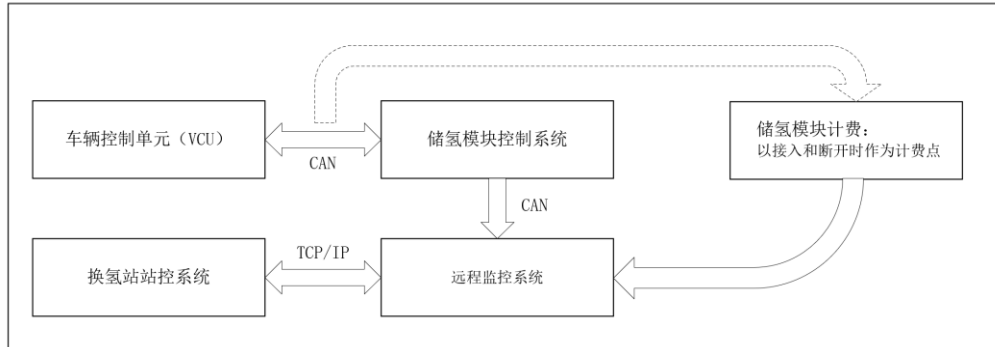 车辆控制单元（VCU）
CAN
储氢模块控制系统
储氢模块计费：
以接入和断开时作为计费点
CAN
换氢站站控系统
TCP/IP
远程监控系统